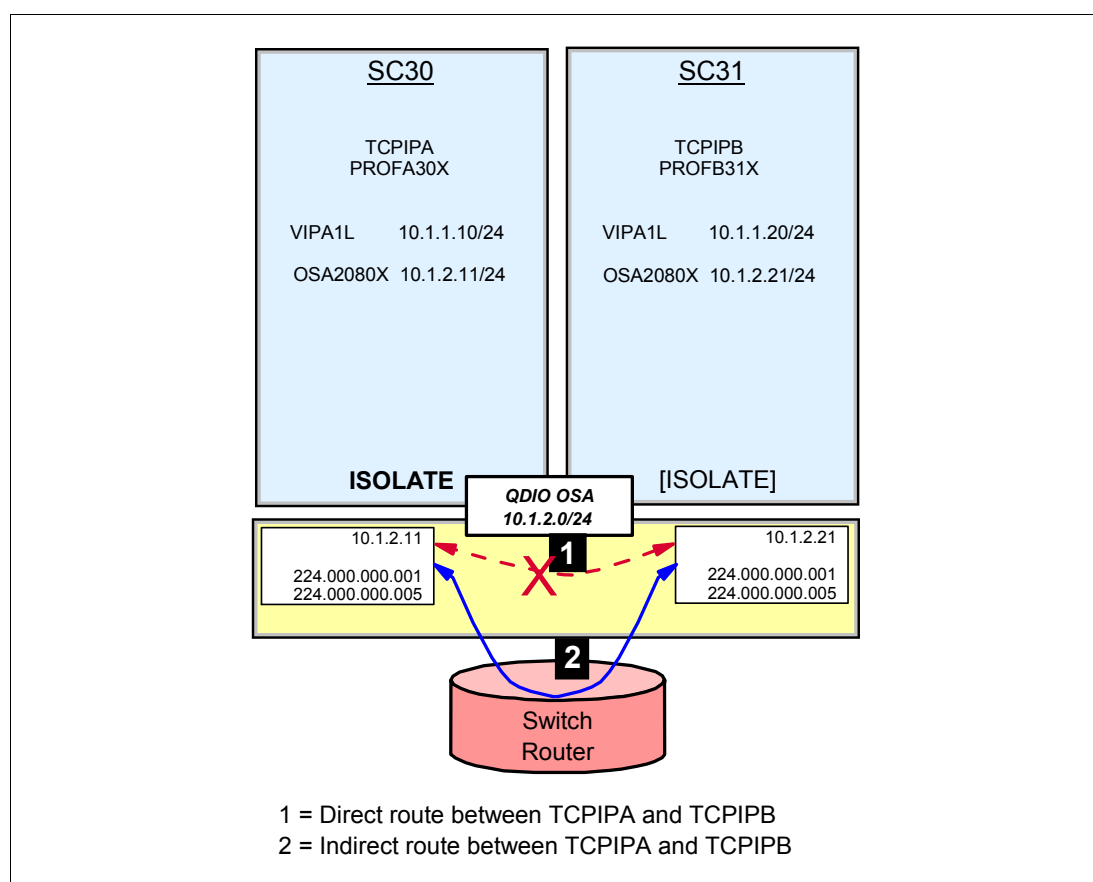 SC30
TCPIPA
PROFA30X
VIPA1L 10.1.1.10/24
OSA2080X 10.1.2.11/24
ISOLATE
SC31
TCPIPB
PROFB31X
VIPA1L 10.1.1.20/24
OSA2080X 10.1.2.21/24
[ISOLATE]
QDIO OSA
10.1.2.0/24
10.1.2.11
224.000.000.001
224.000.000.005
1
X
10.1.2.21
224.000.000.001
224.000.000.005
2
Switch
Router
1 = Direct route between TCPIPA and TCPIPB
2 = Indirect route between TCPIPA and TCPIPB